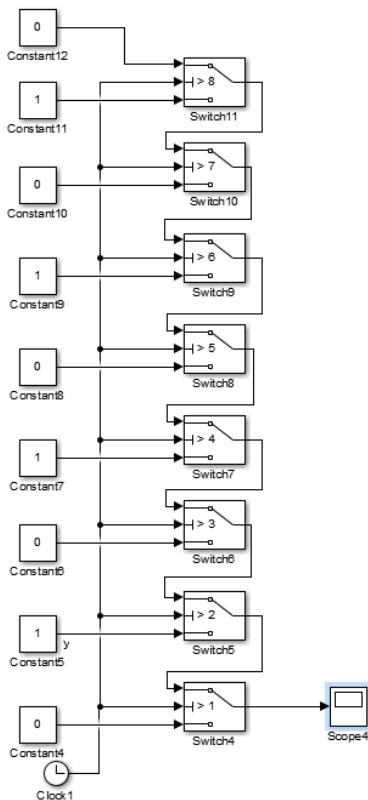 0
Constant12
> 8
Switch11
1
Constant11
> 7
Switch10
0
Constant10
> 6
Switch9
1
Constant9
> 5
Switch8
0
Constant8
> 4
Switch7
1
Constant7
> 3
Switch6
0
Constant6
> 2
Switch5
1
Constant5
y
> 1
Switch4
0
Constant4
Scope4
Clock1